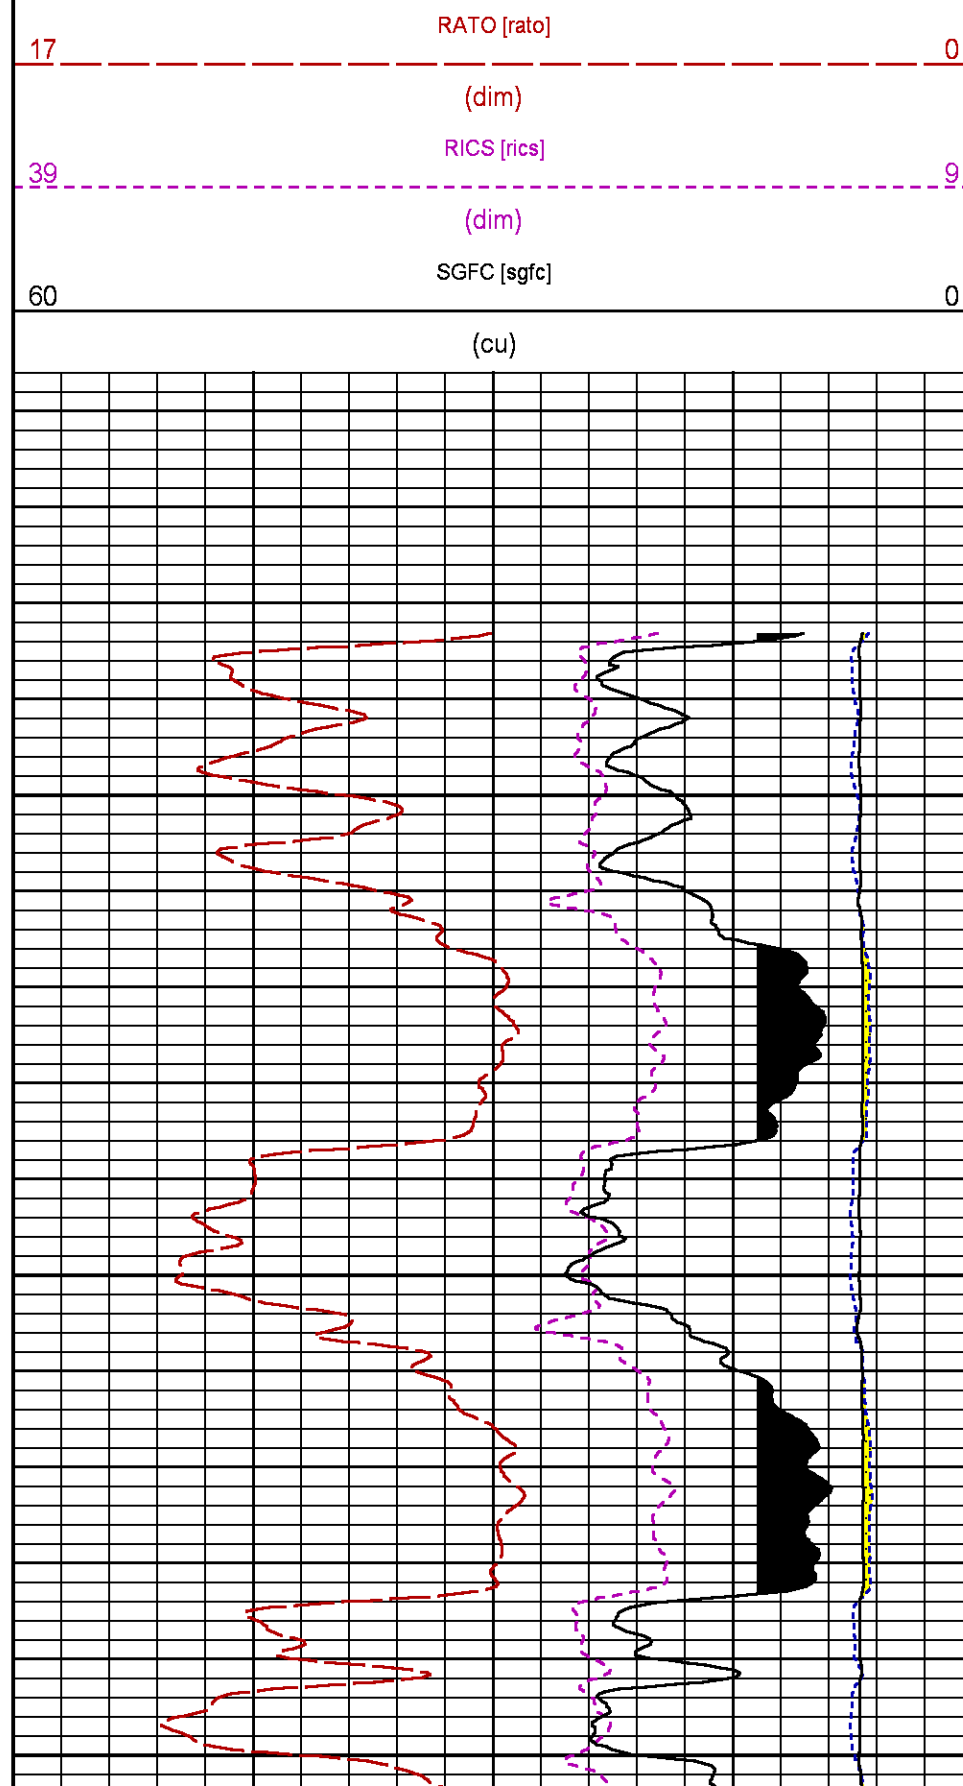 RATO [rato]
17 0
(dim)
RICS [rics]
39 9
(dim)
SGFC [sgfc]
60 0
(cu)